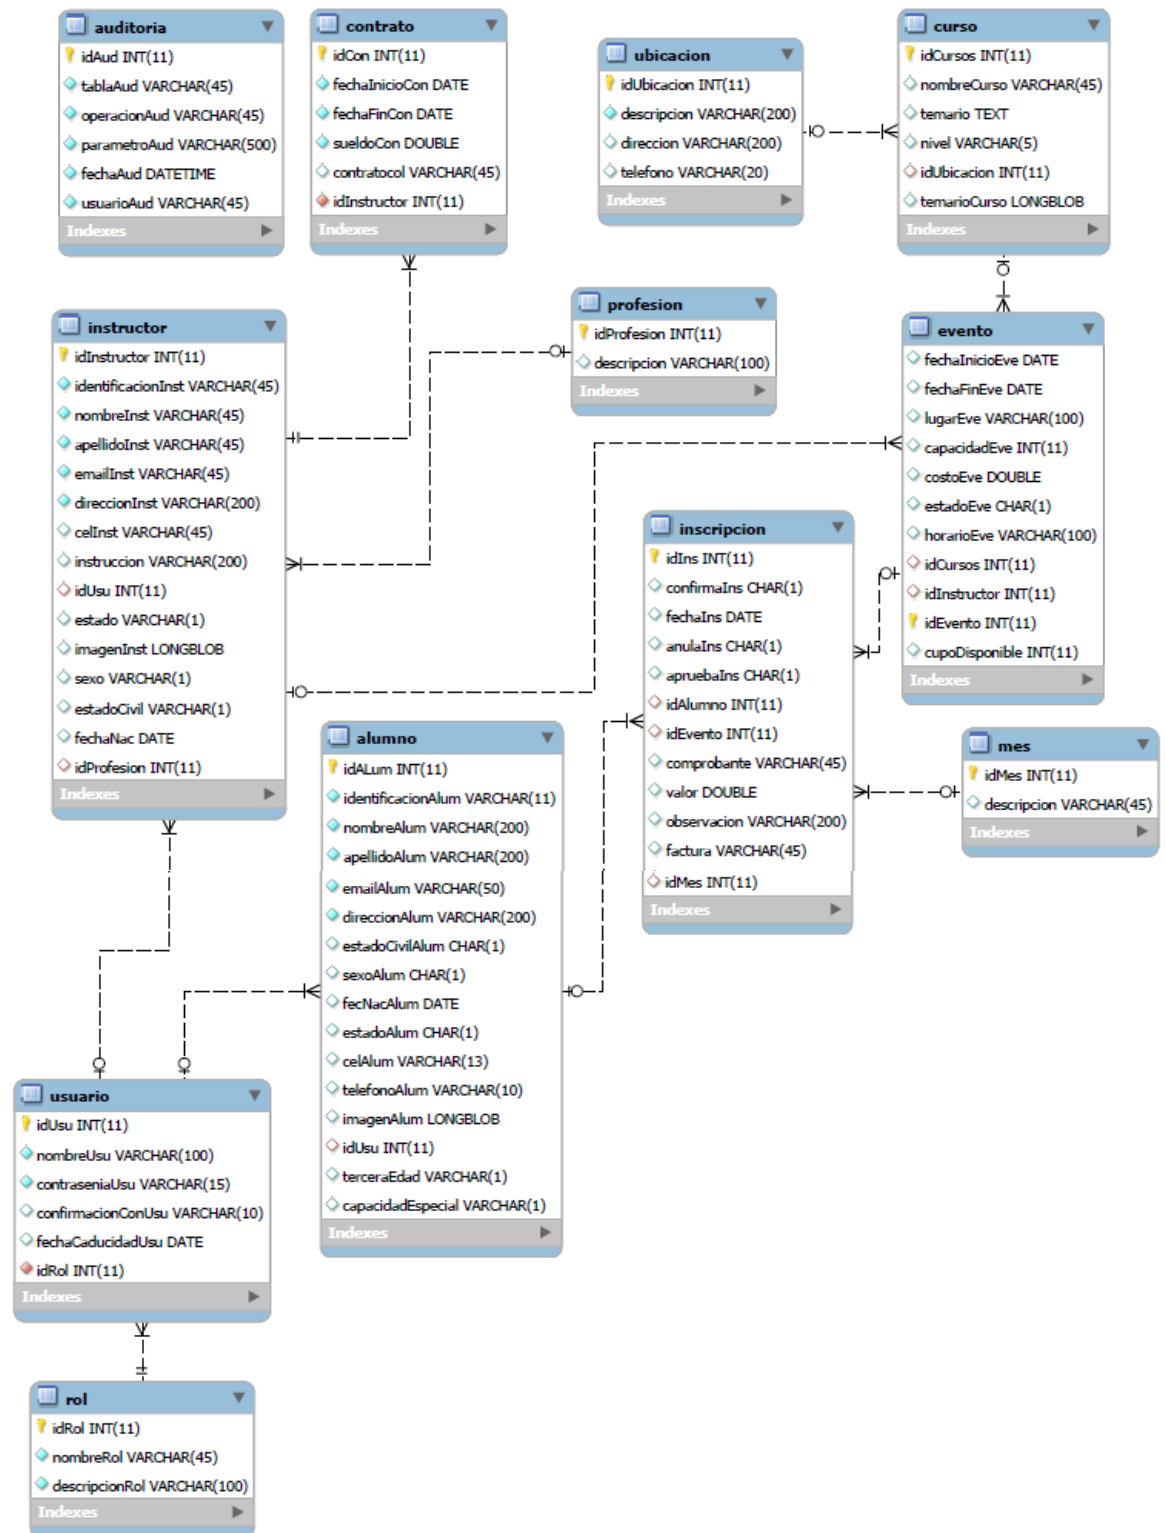 auditoria
idAud INT(11)
tablaAud VARCHAR(45)
operacionAud VARCHAR(45)
parametroAud VARCHAR(500)
fechaAud DATETIME
usuarioAud VARCHAR(45)
Indexes
contrato
idCon INT(11)
fechaInicioCon DATE
fechaFinCon DATE
sueldoCon DOUBLE
contratocol VARCHAR(45)
idInstructor INT(11)
Indexes
ubicacion
idUbicacion INT(11)
descripcion VARCHAR(200)
direccion VARCHAR(200)
telefono VARCHAR(20)
Indexes
curso
idCursos INT(11)
nombreCurso VARCHAR(45)
temario TEXT
nivel VARCHAR(5)
idUbicacion INT(11)
temarioCurso LONGBLOB
Indexes
instructor
idInstructor INT(11)
identificacionInst VARCHAR(45)
nombreInst VARCHAR(45)
apellidoInst VARCHAR(45)
emailInst VARCHAR(45)
direccionInst VARCHAR(200)
celInst VARCHAR(45)
instruccion VARCHAR(200)
idUsu INT(11)
estado VARCHAR(1)
imagenInst LONGBLOB
sexo VARCHAR(1)
estadoCivil VARCHAR(1)
fechaNac DATE
idProfesion INT(11)
Indexes
profesion
idProfesion INT(11)
descripcion VARCHAR(100)
Indexes
evento
fechaInicioEve DATE
fechaFinEve DATE
lugarEve VARCHAR(100)
capacidadEve INT(11)
costoEve DOUBLE
estadoEve CHAR(1)
horarioEve VARCHAR(100)
idCursos INT(11)
idInstructor INT(11)
idEvento INT(11)
cupoDisponible INT(11)
Indexes
inscripcion
idIns INT(11)
confirmaIns CHAR(1)
fechaIns DATE
anulaIns CHAR(1)
apruebaIns CHAR(1)
idAlumno INT(11)
idEvento INT(11)
comprobante VARCHAR(45)
valor DOUBLE
observacion VARCHAR(200)
factura VARCHAR(45)
idMes INT(11)
Indexes
mes
idMes INT(11)
descripcion VARCHAR(45)
Indexes
alumno
idALum INT(11)
identificacionAlum VARCHAR(11)
nombreAlum VARCHAR(200)
apellidoAlum VARCHAR(200)
emailAlum VARCHAR(50)
direccionAlum VARCHAR(200)
estadoCivilAlum CHAR(1)
sexoAlum CHAR(1)
fecNacAlum DATE
estadoAlum CHAR(1)
celAlum VARCHAR(13)
telefonoAlum VARCHAR(10)
imagenAlum LONGBLOB
idUsu INT(11)
terceraEdad VARCHAR(1)
capacidadEspecial VARCHAR(1)
Indexes
usuario
idUsu INT(11)
nombreUsu VARCHAR(100)
contraseniaUsu VARCHAR(15)
confirmacionConUsu VARCHAR(10)
fechaCaducidadUsu DATE
idRol INT(11)
Indexes
rol
idRol INT(11)
nombreRol VARCHAR(45)
descripcionRol VARCHAR(100)
Indexes